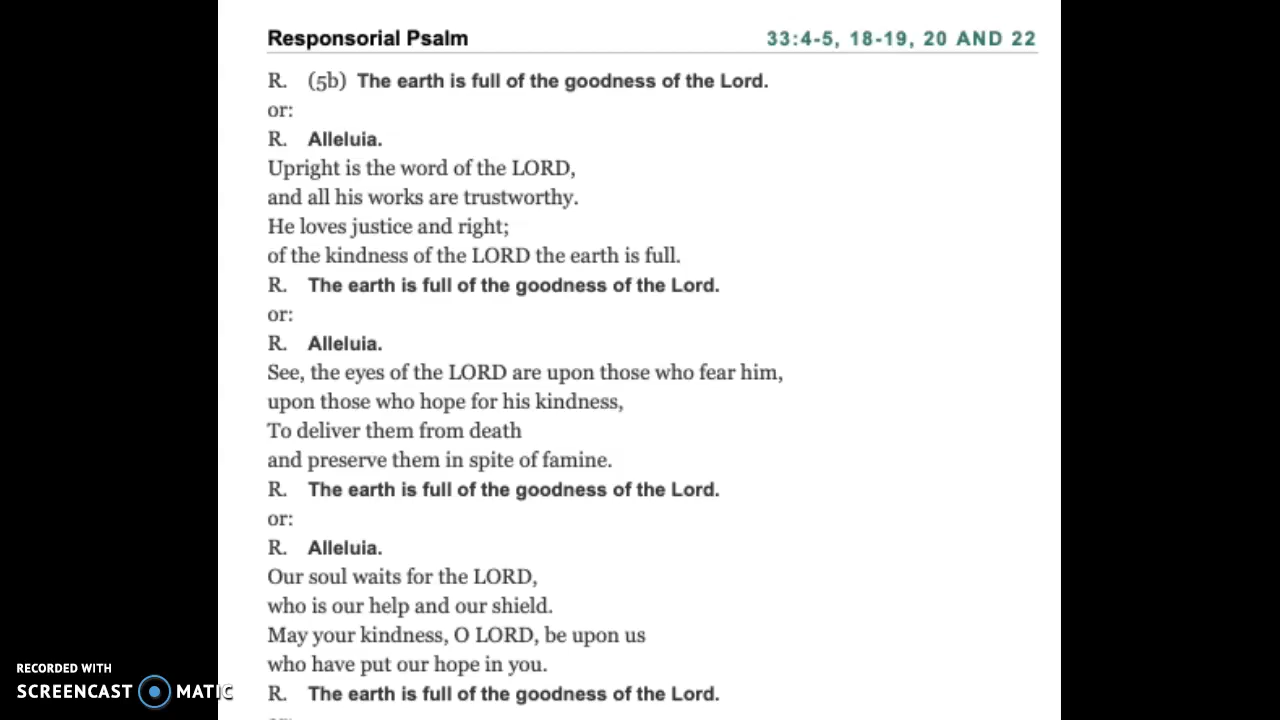 Responsorial Psalm 33:4-5, 18-19, 20 AND 22
R. (5b) The earth is full of the goodness of the Lord.
or:
R. Alleluia.
Upright is the word of the LORD,
and all his works are trustworthy.
He loves justice and right;
of the kindness of the LORD the earth is full.
R. The earth is full of the goodness of the Lord.
or:
R. Alleluia.
See, the eyes of the LORD are upon those who fear him,
upon those who hope for his kindness,
To deliver them from death
and preserve them in spite of famine.
R. The earth is full of the goodness of the Lord.
or:
R. Alleluia.
Our soul waits for the LORD,
who is our help and our shield.
May your kindness, O LORD, be upon us
who have put our hope in you.
R. The earth is full of the goodness of the Lord.
RECORDED WITH
SCREENCAST MATIC